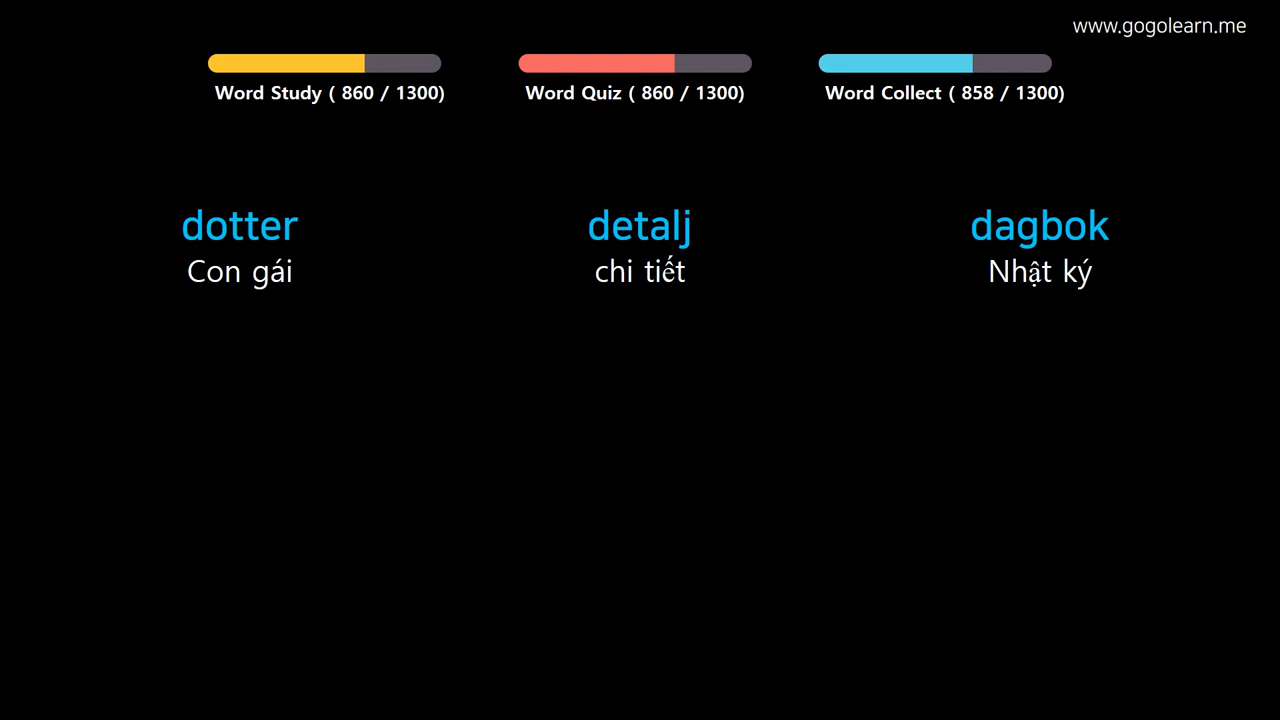 www.gogolearn.me
Word Study ( 860 / 1300)
Word Quiz ( 860 / 1300)
Word Collect ( 858 / 1300)
dotter
Con gái
detalj
chi tiết
dagbok
Nhật ký